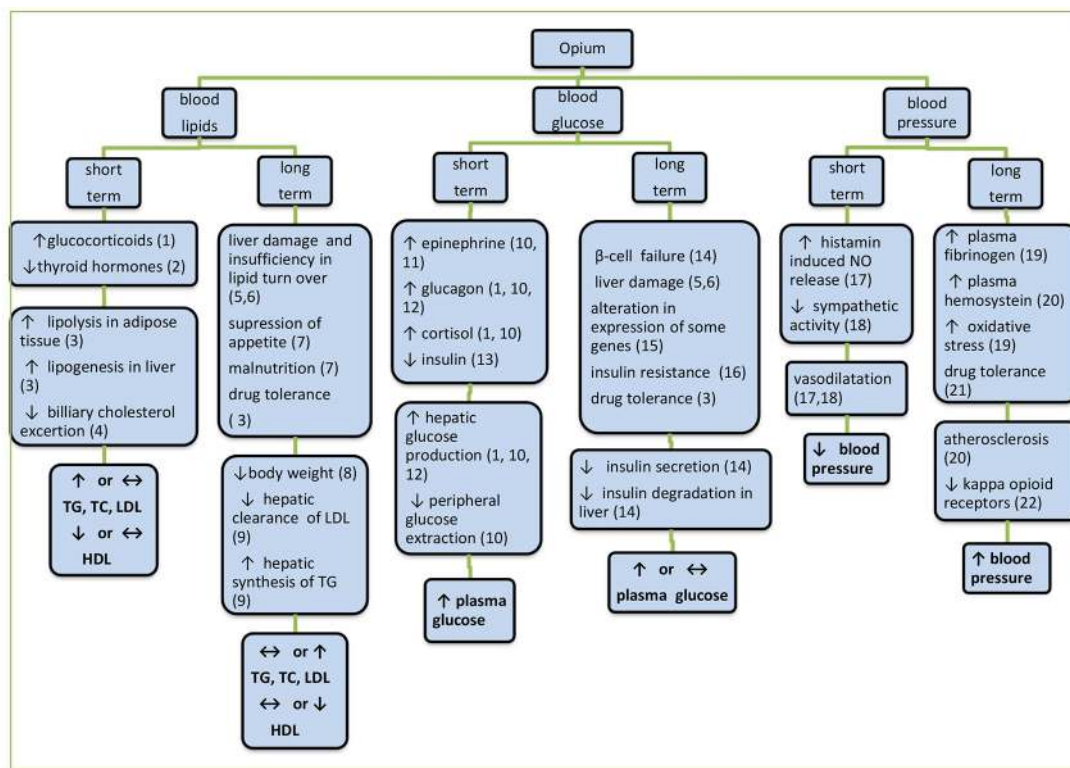 Opium
blood
lipids
blood
glucose
blood
pressure
short
term
long
term
short
term
long
term
short
term
long
term
↑glucocorticoids (1)
↓thyroid hormones (2)
↑ lipolysis in adipose
tissue (3)
↑ lipogenesis in liver
(3)
↓ billiary cholesterol
excertion (4)
↑ or ↔
TG, TC, LDL
↓ or ↔
HDL
liver damage and
insufficiency in
lipid turn over
(5,6)
supression of
appetite (7)
malnutrition (7)
drug tolerance
( 3)
↓body weight (8)
↓ hepatic
clearance of LDL
(9)
↑ hepatic
synthesis of TG
(9)
↔ or ↑
TG, TC, LDL
↔ or ↓
HDL
↑ epinephrine (10,
11)
↑ glucagon (1, 10,
12)
↑ cortisol (1, 10)
↓ insulin (13)
↑ hepatic
glucose
production (1, 10,
12)
↓ peripheral
glucose
extraction (10)
↑ plasma
glucose
β-cell failure (14)
liver damage (5,6)
alteration in
expression of some
genes (15)
insulin resistance (16)
drug tolerance (3)
↓ insulin secretion (14)
↓ insulin degradation in
liver (14)
↑ or ↔
plasma glucose
↑ histamin
induced NO
release (17)
↓ sympathetic
activity (18)
vasodilatation
(17,18)
↓ blood
pressure
↑ plasma
fibrinogen (19)
↑ plasma
hemosystein (20)
↑ oxidative
stress (19)
drug tolerance
(21)
atherosclerosis
(20)
↓ kappa opioid
receptors (22)
↑ blood
pressure